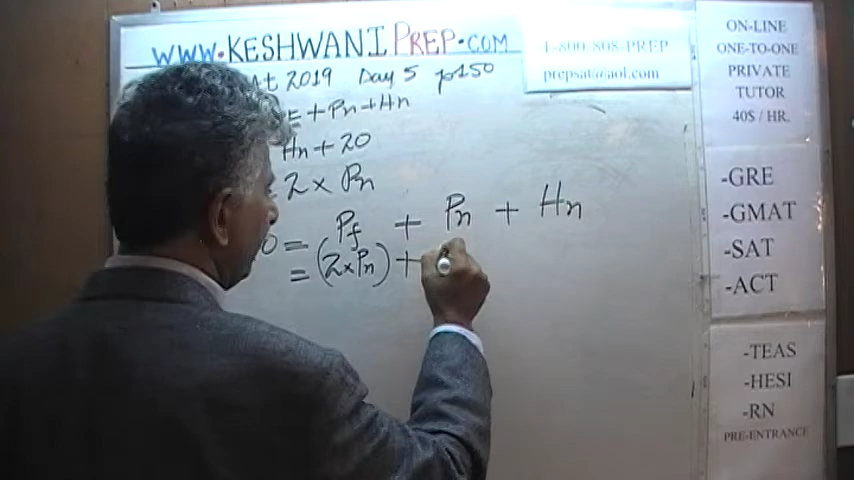 WWW.KESHWANIPREP.COM
2019 Day 5 p150
+ Pn + Hn
Hn + 20
2 × Pn
0 = Pf + Pn + Hn
= (2×Pn) +
1-800-808-PREP
prepsat@aol.com
ON-LINE
ONE-TO-ONE
PRIVATE
TUTOR
40$ / HR.
-GRE
-GMAT
-SAT
-ACT
-TEAS
-HESI
-RN
PRE-ENTRANCE